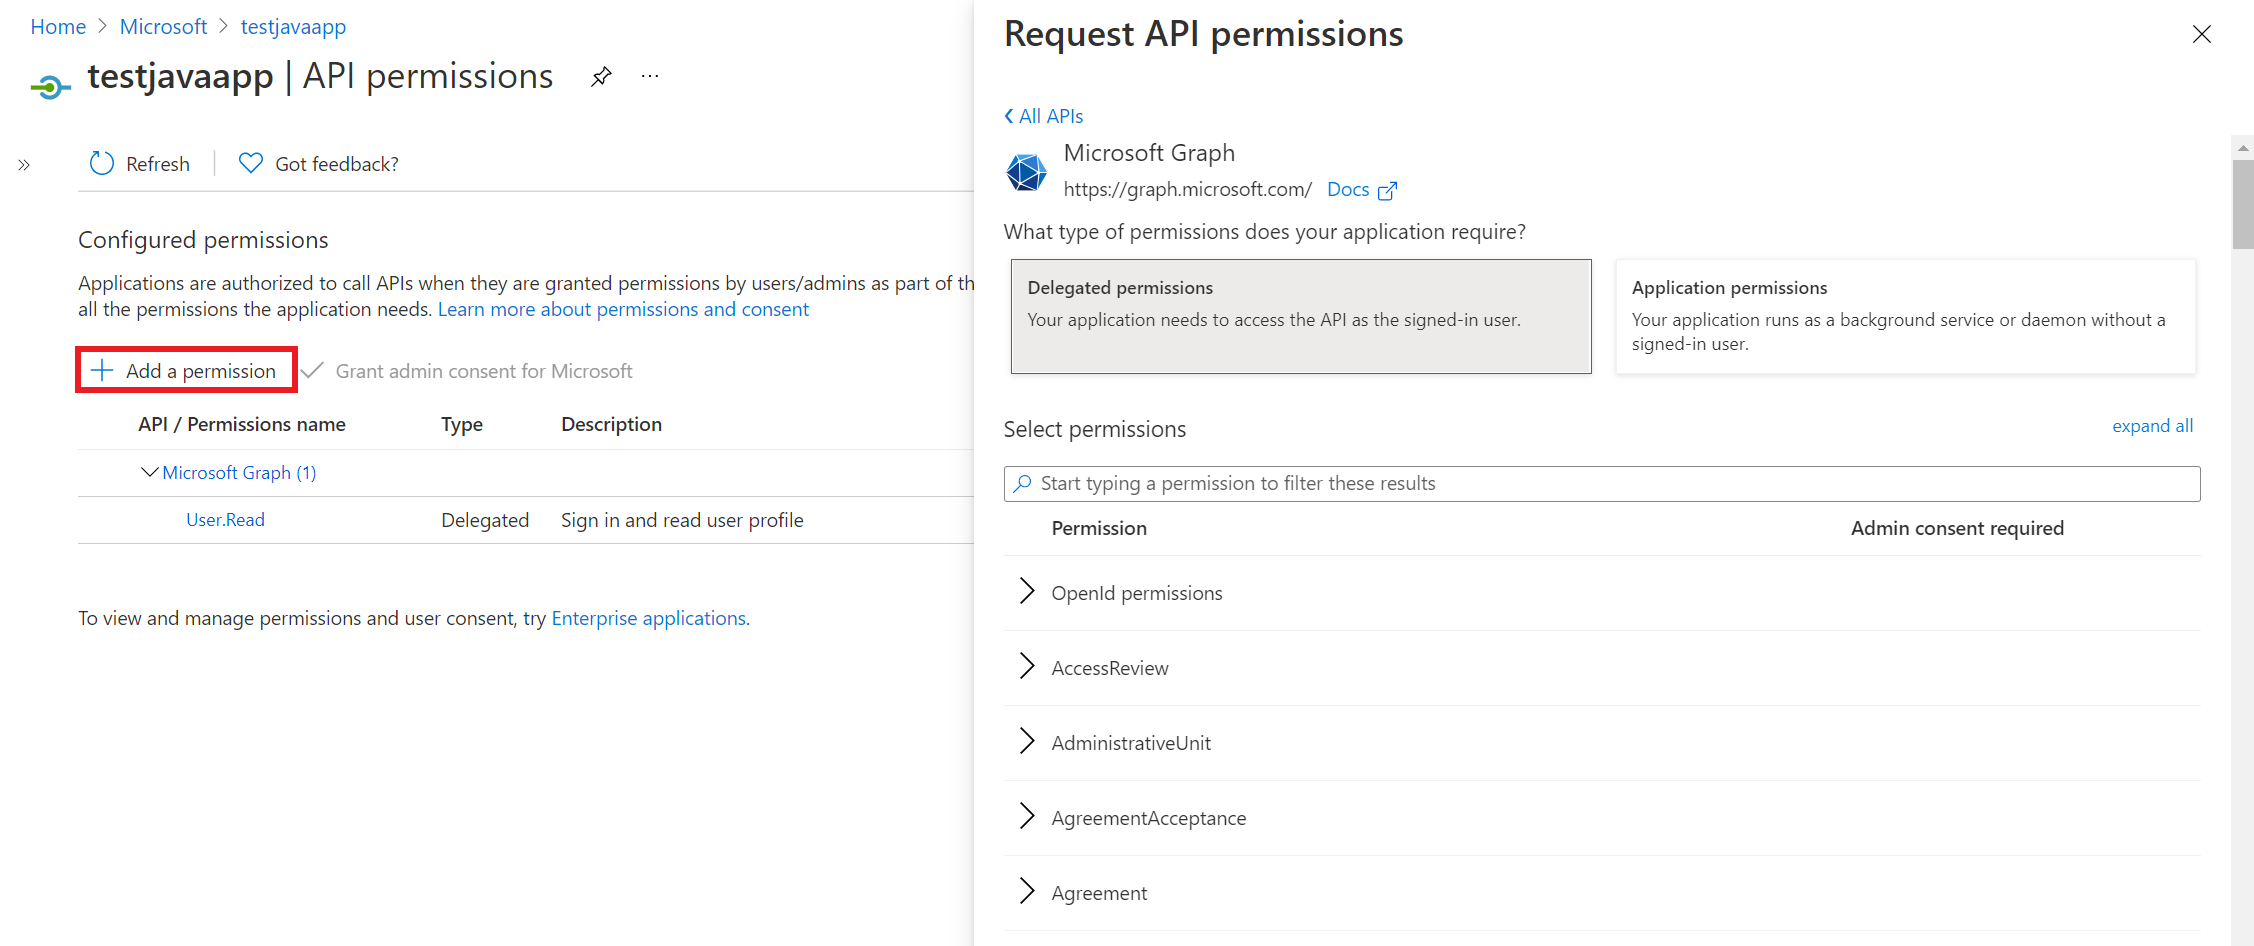 Home > Microsoft > testjavaapp
testjavaapp | API permissions ...
Refresh | Got feedback?
Configured permissions
Applications are authorized to call APIs when they are granted permissions by users/admins as part of th
all the permissions the application needs. Learn more about permissions and consent
Add a permission Grant admin consent for Microsoft
API / Permissions name Type Description
Microsoft Graph (1)
User.Read Delegated Sign in and read user profile
To view and manage permissions and user consent, try Enterprise applications.
Request API permissions
All APIs
Microsoft Graph
https://graph.microsoft.com/ Docs
What type of permissions does your application require?
Delegated permissions
Your application needs to access the API as the signed-in user.
Application permissions
Your application runs as a background service or daemon without a
signed-in user.
Select permissions
expand all
Start typing a permission to filter these results
Permission Admin consent required
OpenId permissions
AccessReview
AdministrativeUnit
AgreementAcceptance
Agreement